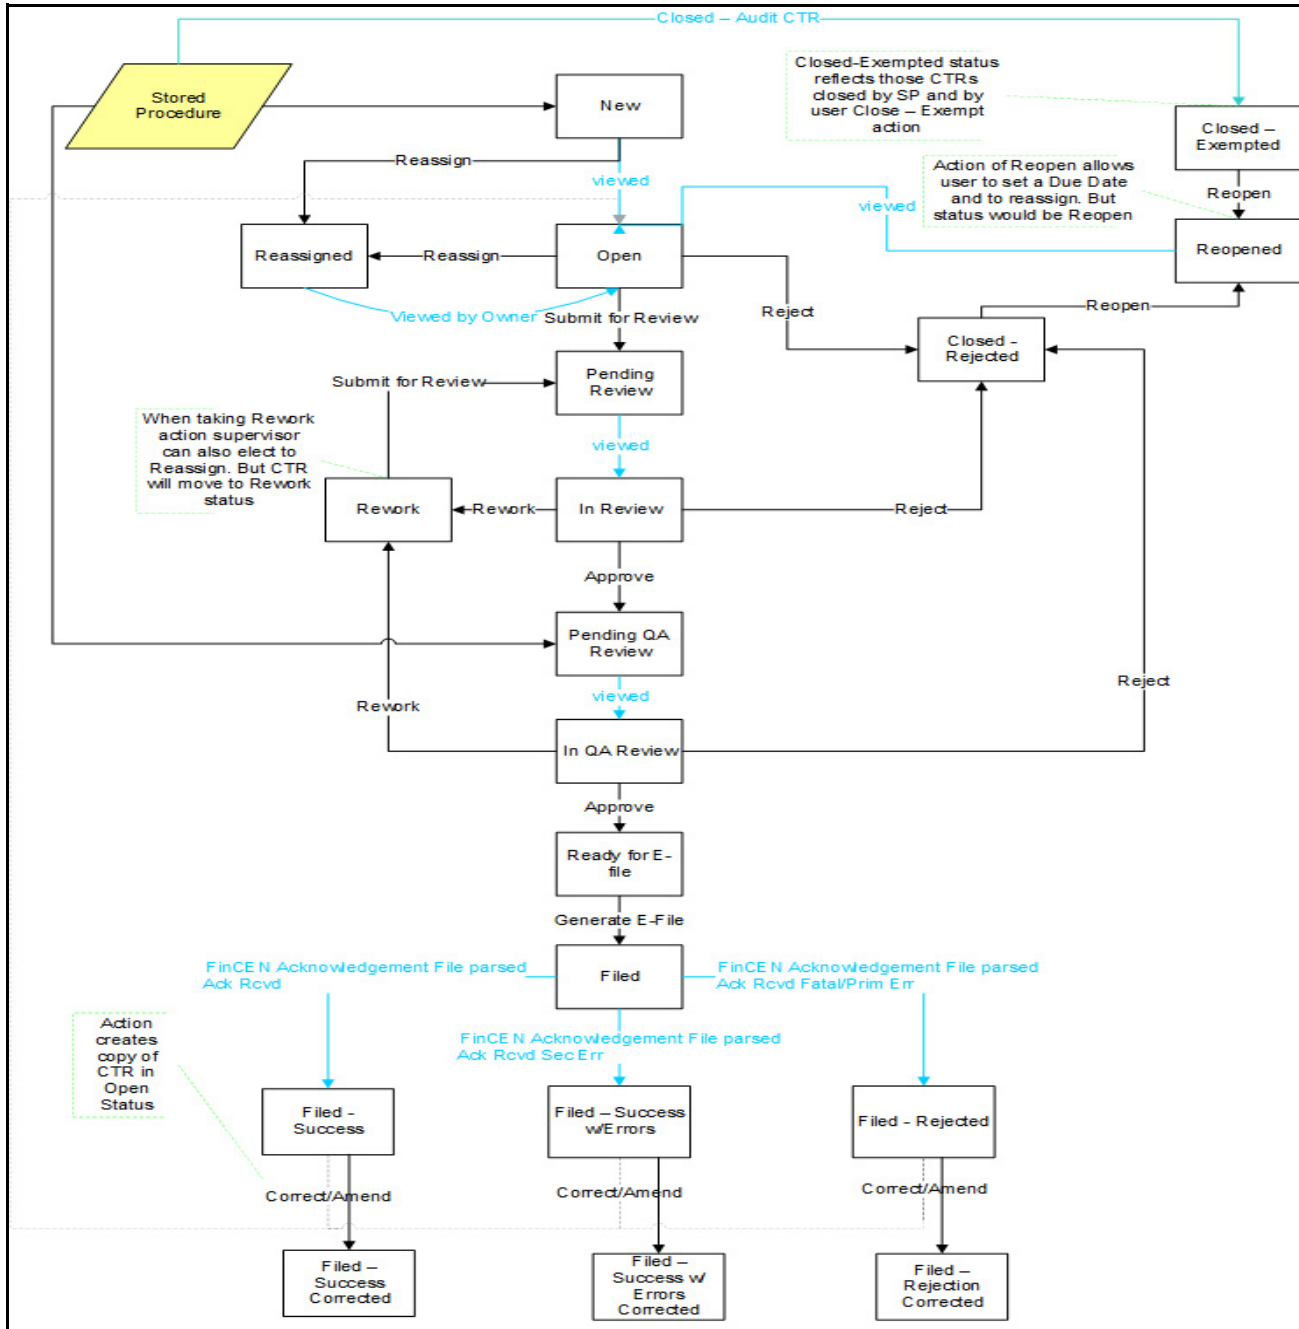 Closed – Audit CTR
Stored
Procedure
New
Closed-Exempted status
reflects those CTRs
closed by SP and by
user Close – Exempt
action
Closed –
Exempted
Reassign
viewed
Action of Reopen allows
user to set a Due Date
and to reassign. But
status would be Reopen
Reopen
viewed
Reassigned
Reassign
Open
Reopened
Viewed by Owner
Submit for Review
Reject
Reopen
Closed -
Rejected
Pending
Review
Submit for Review
When taking Rework
action supervisor
can also elect to
Reassign. But CTR
will move to Rework
status
viewed
Rework
Rework
In Review
Reject
Approve
Pending QA
Review
viewed
Rework
Reject
In QA Review
Approve
Ready for E-
file
Generate E-File
Filed
FinCEN Acknowledgement File parsed
Ack Rcvd
FinCEN Acknowledgement File parsed
Ack Rcvd Fatal/Prim Err
FinCEN Acknowledgement File parsed
Ack Rcvd Sec Err
Action
creates
copy of
CTR in
Open
Status
Filed -
Success
Filed – Success
w/Errors
Filed - Rejected
Correct/Amend
Correct/Amend
Correct/Amend
Filed –
Success
Corrected
Filed –
Success w/
Errors
Corrected
Filed –
Rejection
Corrected